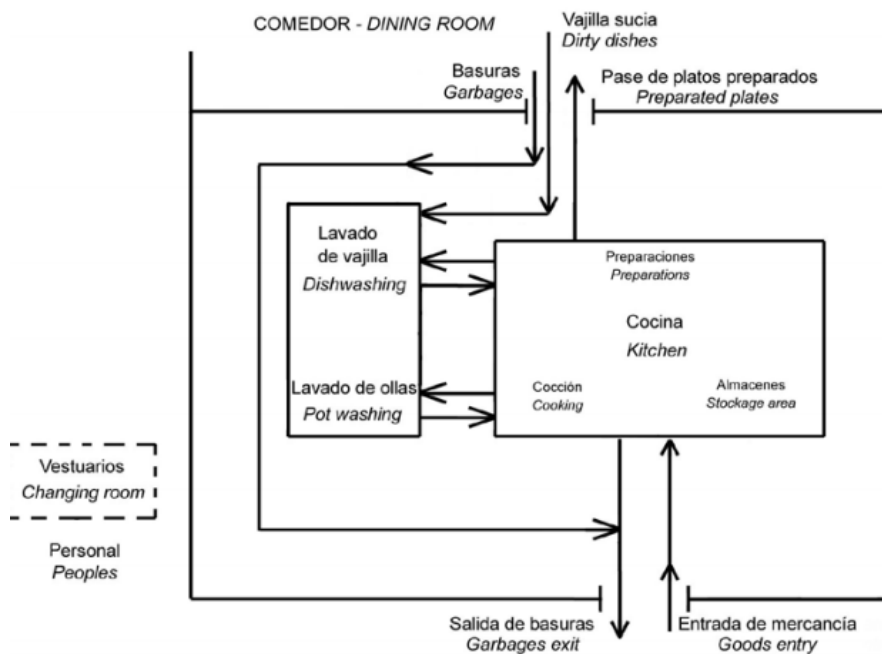 COMEDOR - DINING ROOM
Vajilla sucia
Dirty dishes
Basuras
Garbages
Pase de platos preparados
Preparated plates
Lavado
de vajilla
Dishwashing
Preparaciones
Preparations
Cocina
Kitchen
Lavado de ollas
Pot washing
Cocción
Cooking
Almacenes
Stockage area
Vestuarios
Changing room
Personal
Peoples
Salida de basuras
Garbages exit
Entrada de mercancía
Goods entry